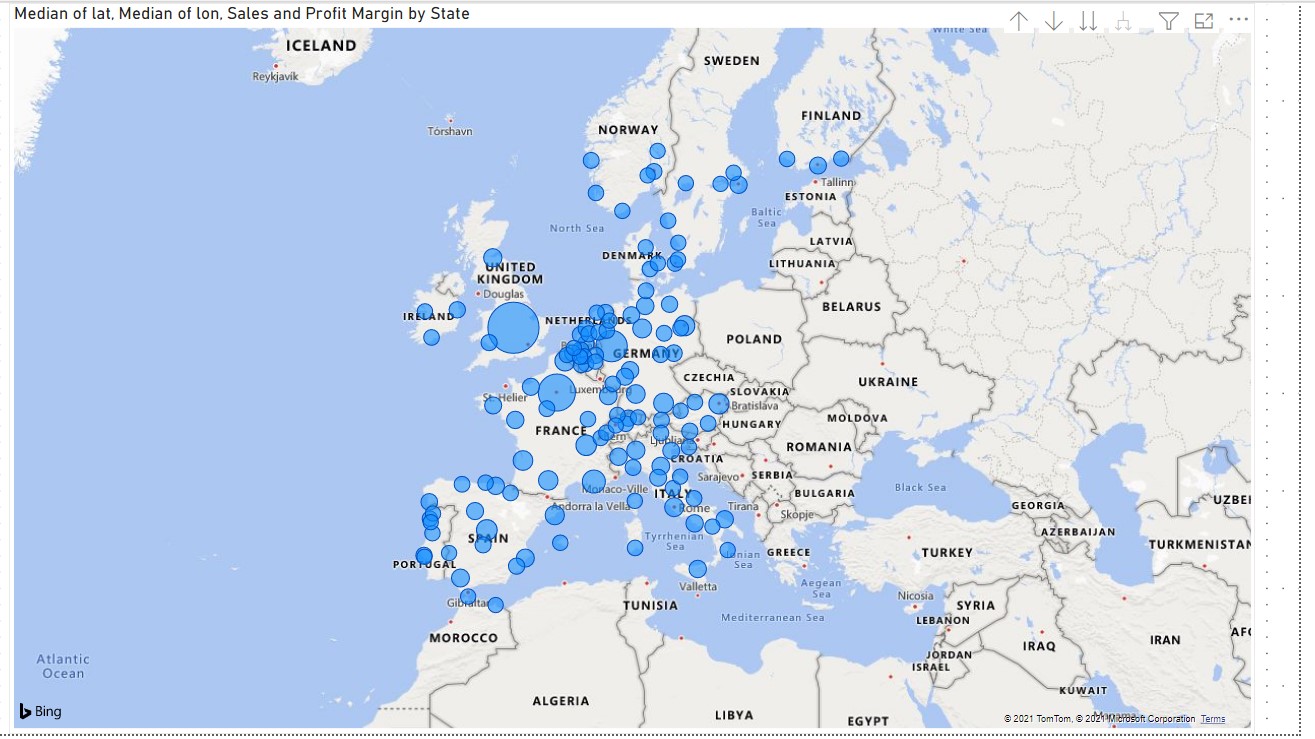 Median of lat, Median of lon, Sales and Profit Margin by State
White Sea
ICELAND
Reykjavík
SWEDEN
FINLAND
NORWAY
Tórshavn
Tallinn
ESTONIA
Baltic
Sea
North Sea
LATVIA
DENMARK
LITHUANIA
UNITED
KINGDOM
Douglas
BELARUS
IRELAND
NETHERLANDS
POLAND
GERMANY
CZECHIA
UKRAINE
Luxembourg
SLOVAKIA
St. Helier
Bratislava
MOLDOVA
HUNGARY
FRANCE
Bern
Ljubljana
ROMANIA
CROATIA
Sarajevo
SERBIA
Monaco-Ville
ITALY
BULGARIA
Black Sea
UZBE
Andorra la Vella
Rome
Tirana
Skopje
GEORGIA
AZERBAIJAN
SPAIN
Tyrrhenian
Sea
TURKMENISTAN
Ionian
Sea
GREECE
TURKEY
PORTUGAL
Valletta
Aegean
Sea
Nicosia
Gibraltar
TUNISIA
SYRIA
Mediterranean Sea
LEBANON
MOROCCO
IRAQ
IRAN
AFG
JORDAN
ISRAEL
Atlantic
Ocean
KUWAIT
ALGERIA
LIBYA
EGYPT
Manama
Bing
© 2021 TomTom, © 2021 Microsoft Corporation Terms